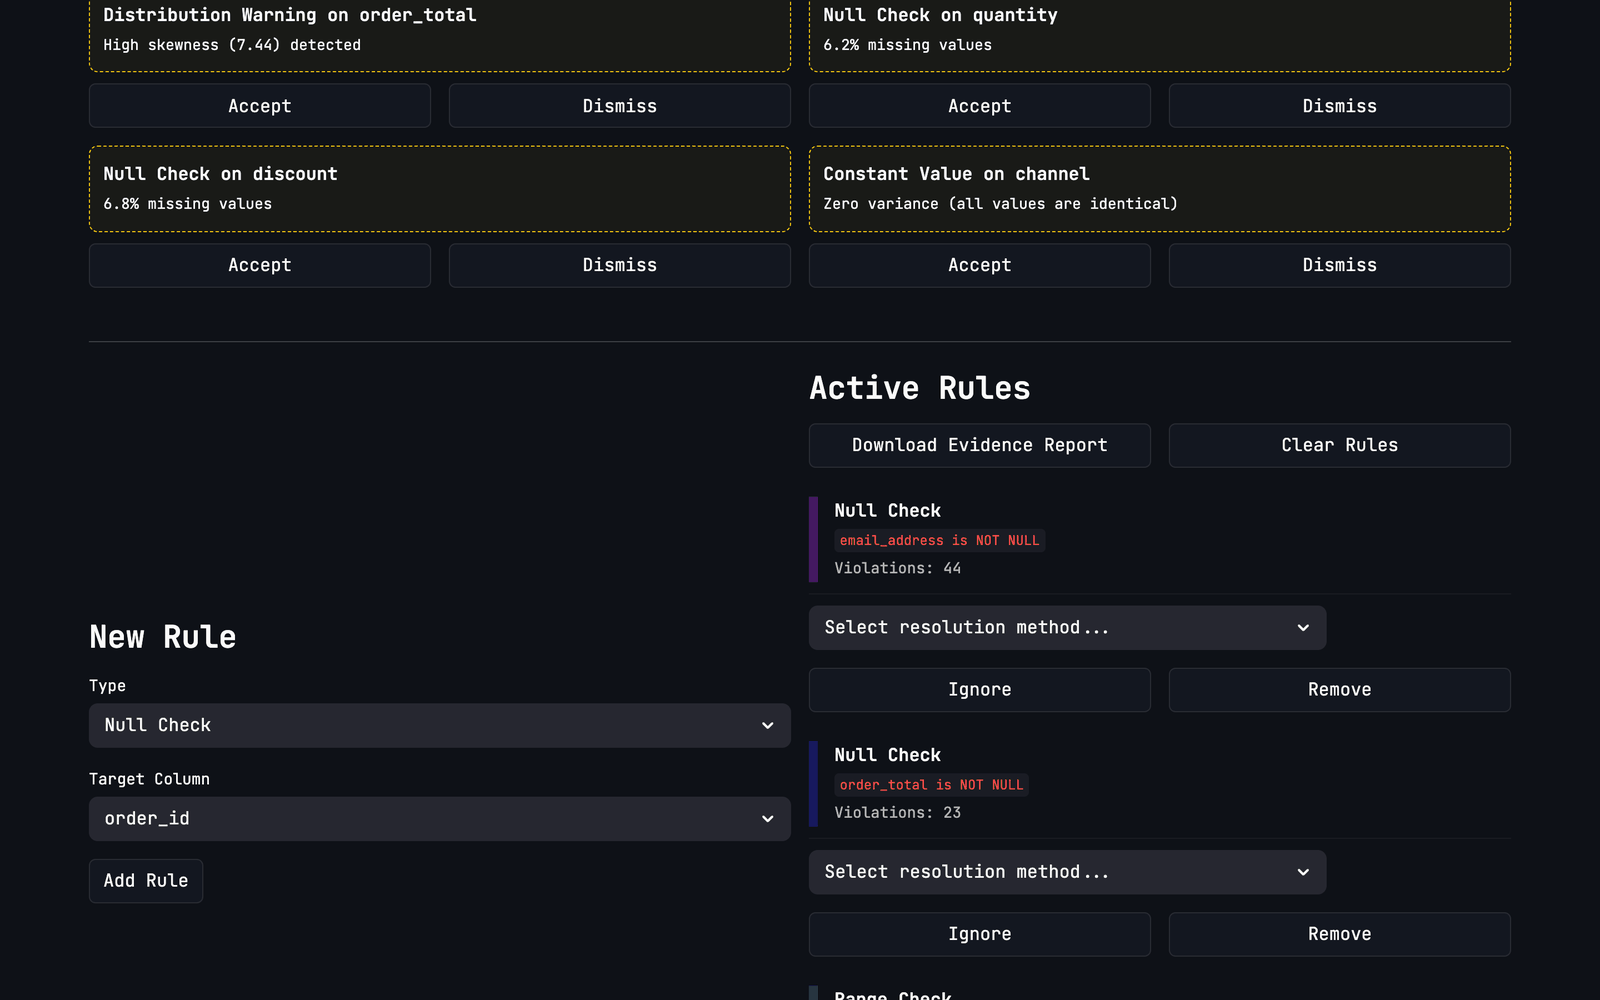 Distribution Warning on order_total
High skewness (7.44) detected
Null Check on quantity
6.2% missing values
Accept
Dismiss
Accept
Dismiss
Null Check on discount
6.8% missing values
Constant Value on channel
Zero variance (all values are identical)
Accept
Dismiss
Accept
Dismiss
New Rule
Type
Null Check
Target Column
order_id
Add Rule
Active Rules
Download Evidence Report
Clear Rules
Null Check
email_address is NOT NULL
Violations: 44
Select resolution method...
Ignore
Remove
Null Check
order_total is NOT NULL
Violations: 23
Select resolution method...
Ignore
Remove
Range Check